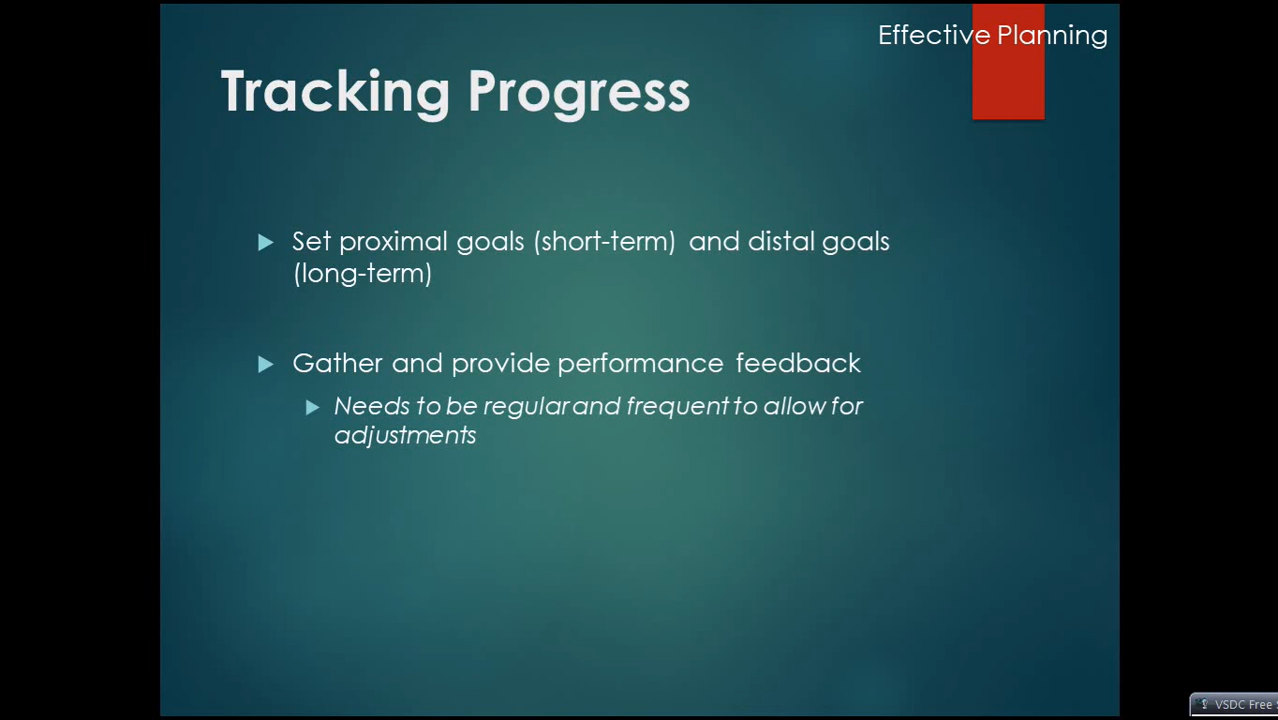 Effective Planning
Tracking Progress
Set proximal goals (short-term) and distal goals
(long-term)
Gather and provide performance feedback
Needs to be regular and frequent to allow for
adjustments
VSDC Free